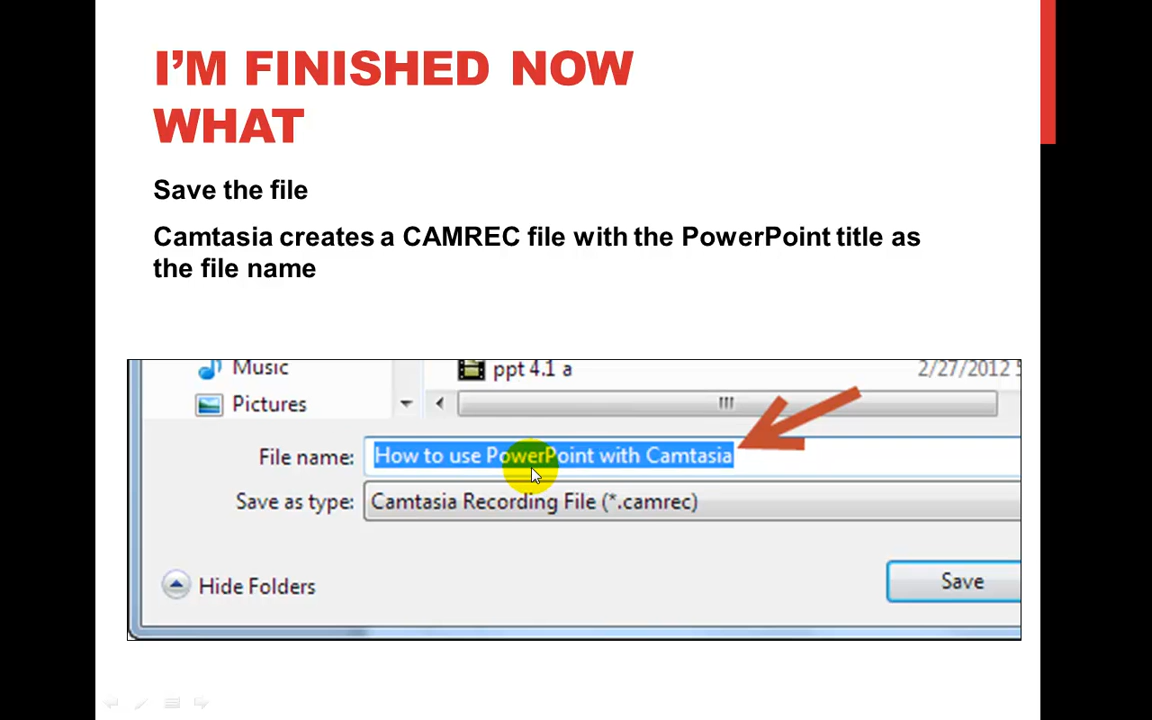 I'M FINISHED NOW
WHAT
Save the file
Camtasia creates a CAMREC file with the PowerPoint title as
the file name
Music
ppt 4.1 a
2/27/2012
Pictures
File name: How to use PowerPoint with Camtasia
Save as type: Camtasia Recording File (*.camrec)
Hide Folders
Save